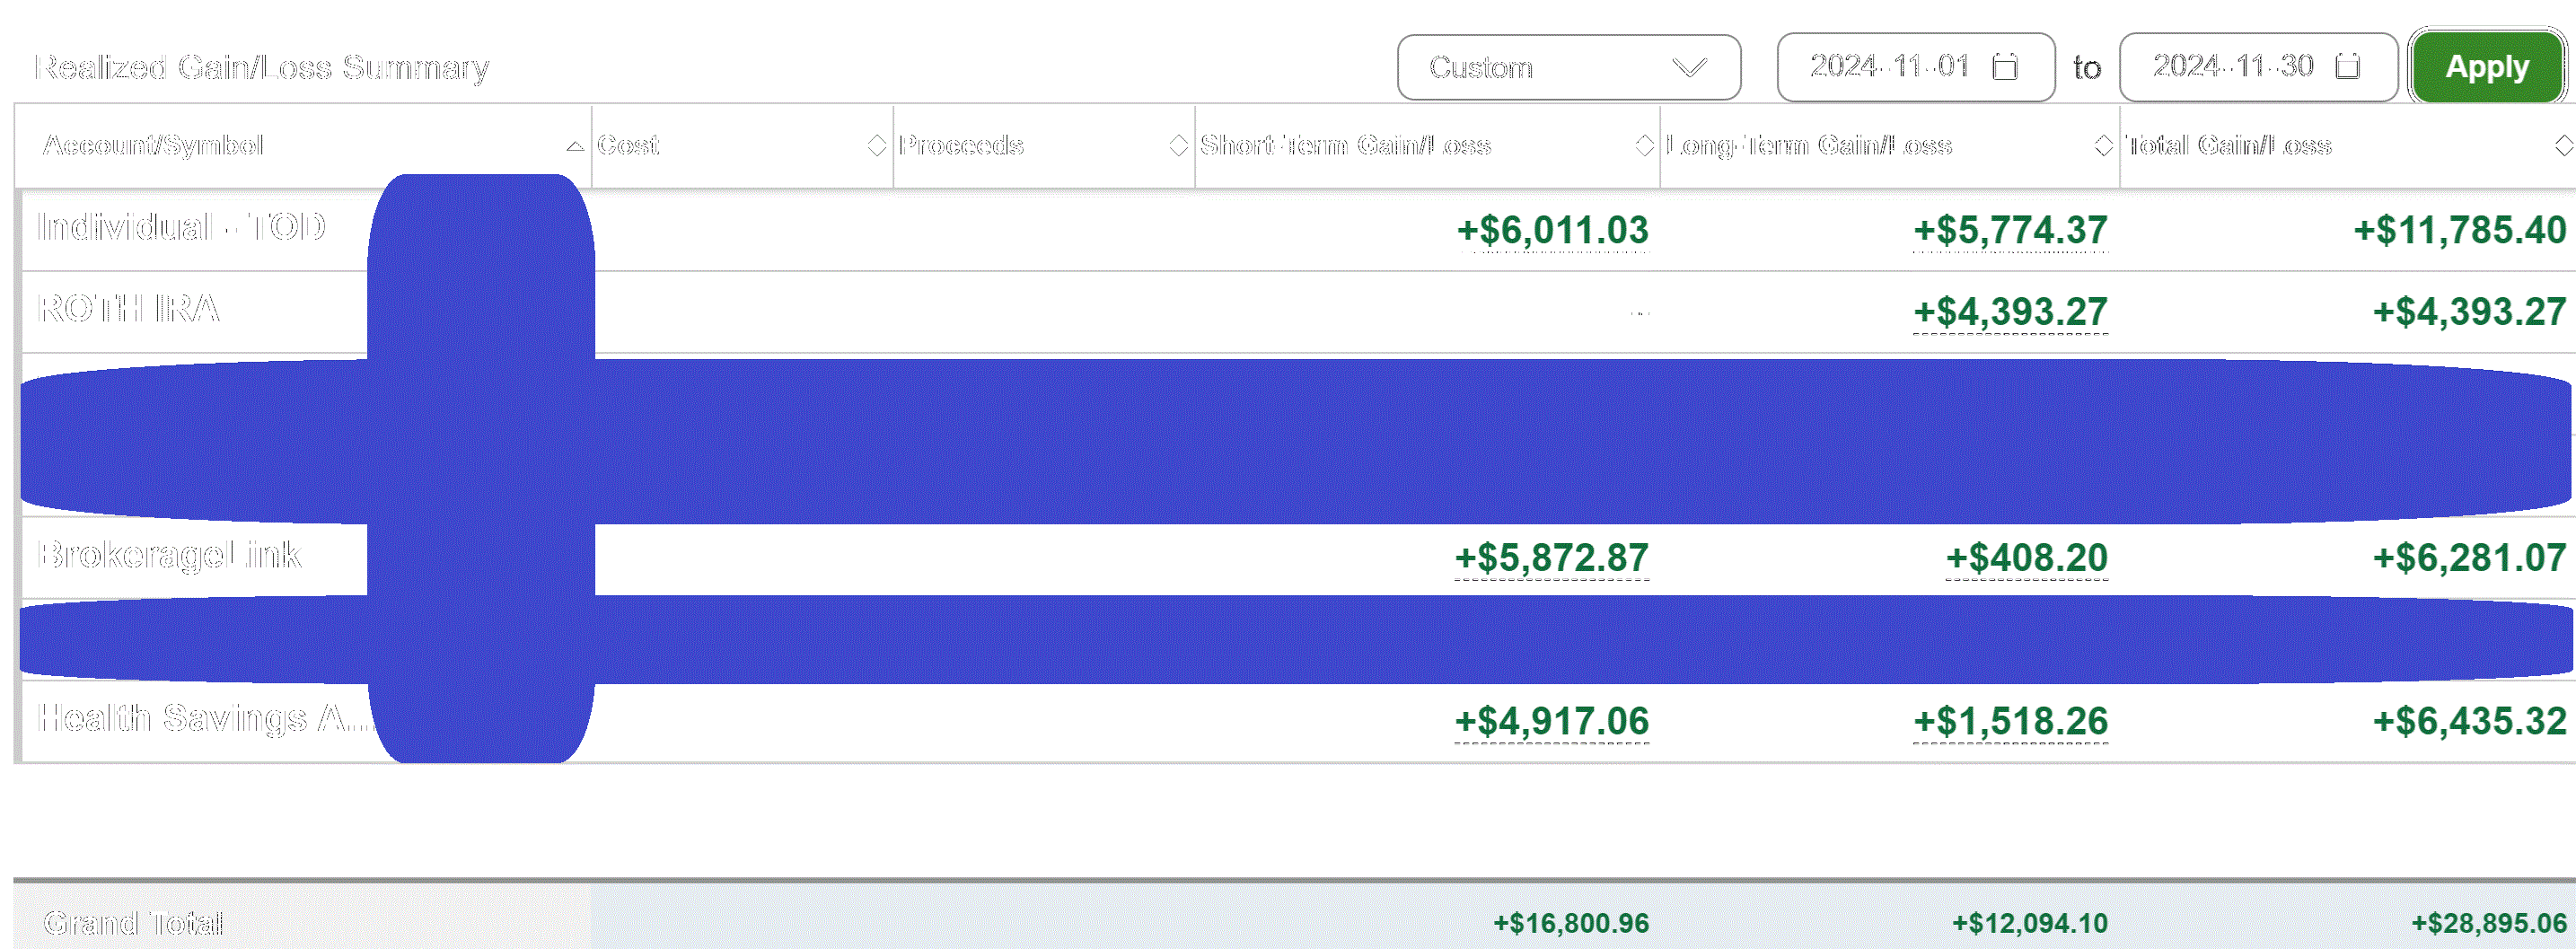 Realized Gain/Loss Summary Custom 2024-11-01 to 2024-11-30 Apply
Account/Symbol Cost Proceeds Short-Term Gain/Loss Long-Term Gain/Loss Total Gain/Loss
Individual - TOD +$6,011.03 +$5,774.37 +$11,785.40
ROTH IRA -- +$4,393.27 +$4,393.27
BrokerageLink +$5,872.87 +$408.20 +$6,281.07
Health Savings A... +$4,917.06 +$1,518.26 +$6,435.32
Grand Total +$16,800.96 +$12,094.10 +$28,895.06